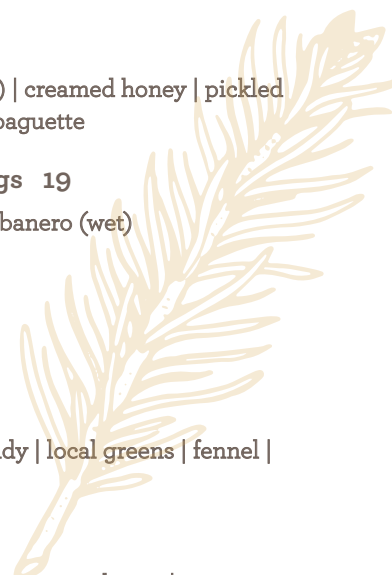 ) | creamed honey | pickled
baguette
gs 19
banero (wet)
dy | local greens | fennel |